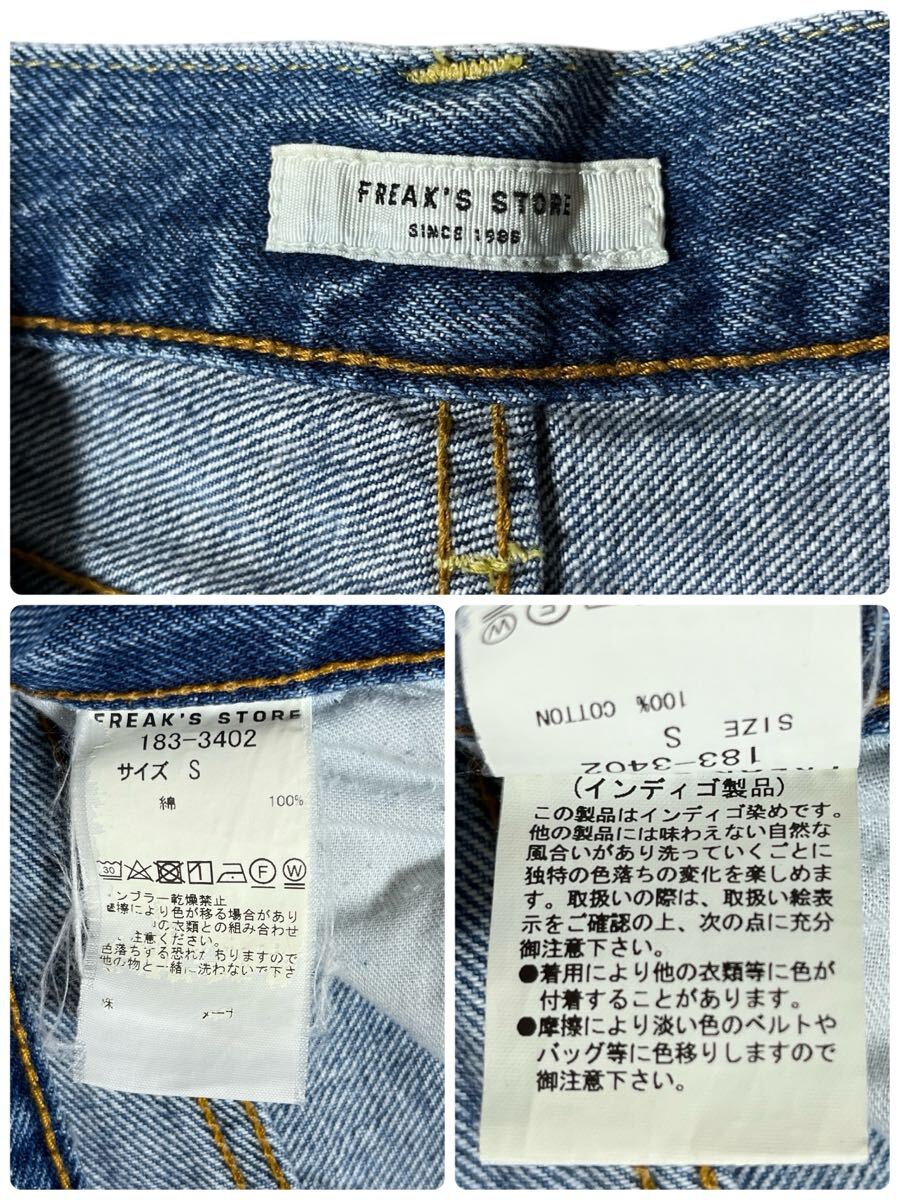 FREAK'S STORE
SINCE 1986
FREAK'S STORE
183-3402
サイズ S
綿 100%
30 F W
ンブラー乾燥禁止
擦により色が移る場合があり
の衣類との組み合わせ
注意ください。
色落ちする恐れ ありますので
他の物と一緒に洗わないで下さ
W F
100% COTTON
SIZE S
183-3402
(インディゴ製品)
この製品はインディゴ染めです。
他の製品には味わえない自然な
風合いがあり洗っていくごとに
独特の色落ちの変化を楽しめま
す。取扱いの際は、取扱い絵表
示をご確認の上、次の点に充分
御注意下さい。
●着用により他の衣類等に色が
付着することがあります。
●摩擦により淡い色のベルトや
バッグ等に色移りしますので
御注意下さい。